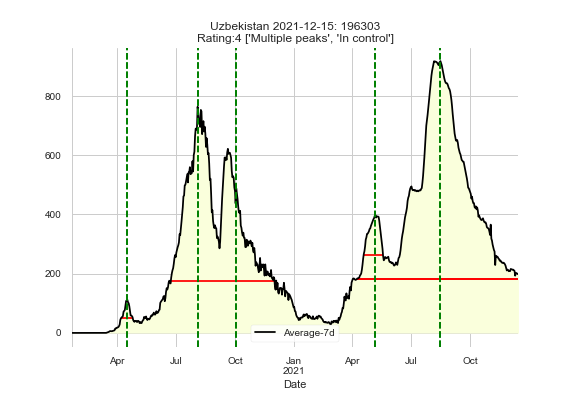 Uzbekistan 2021-12-15: 196303
Rating:4 ['Multiple peaks', 'In control']
800
600
400
200
0
Average-7d
Apr
Jul
Oct
Jan
2021
Apr
Jul
Oct
Date